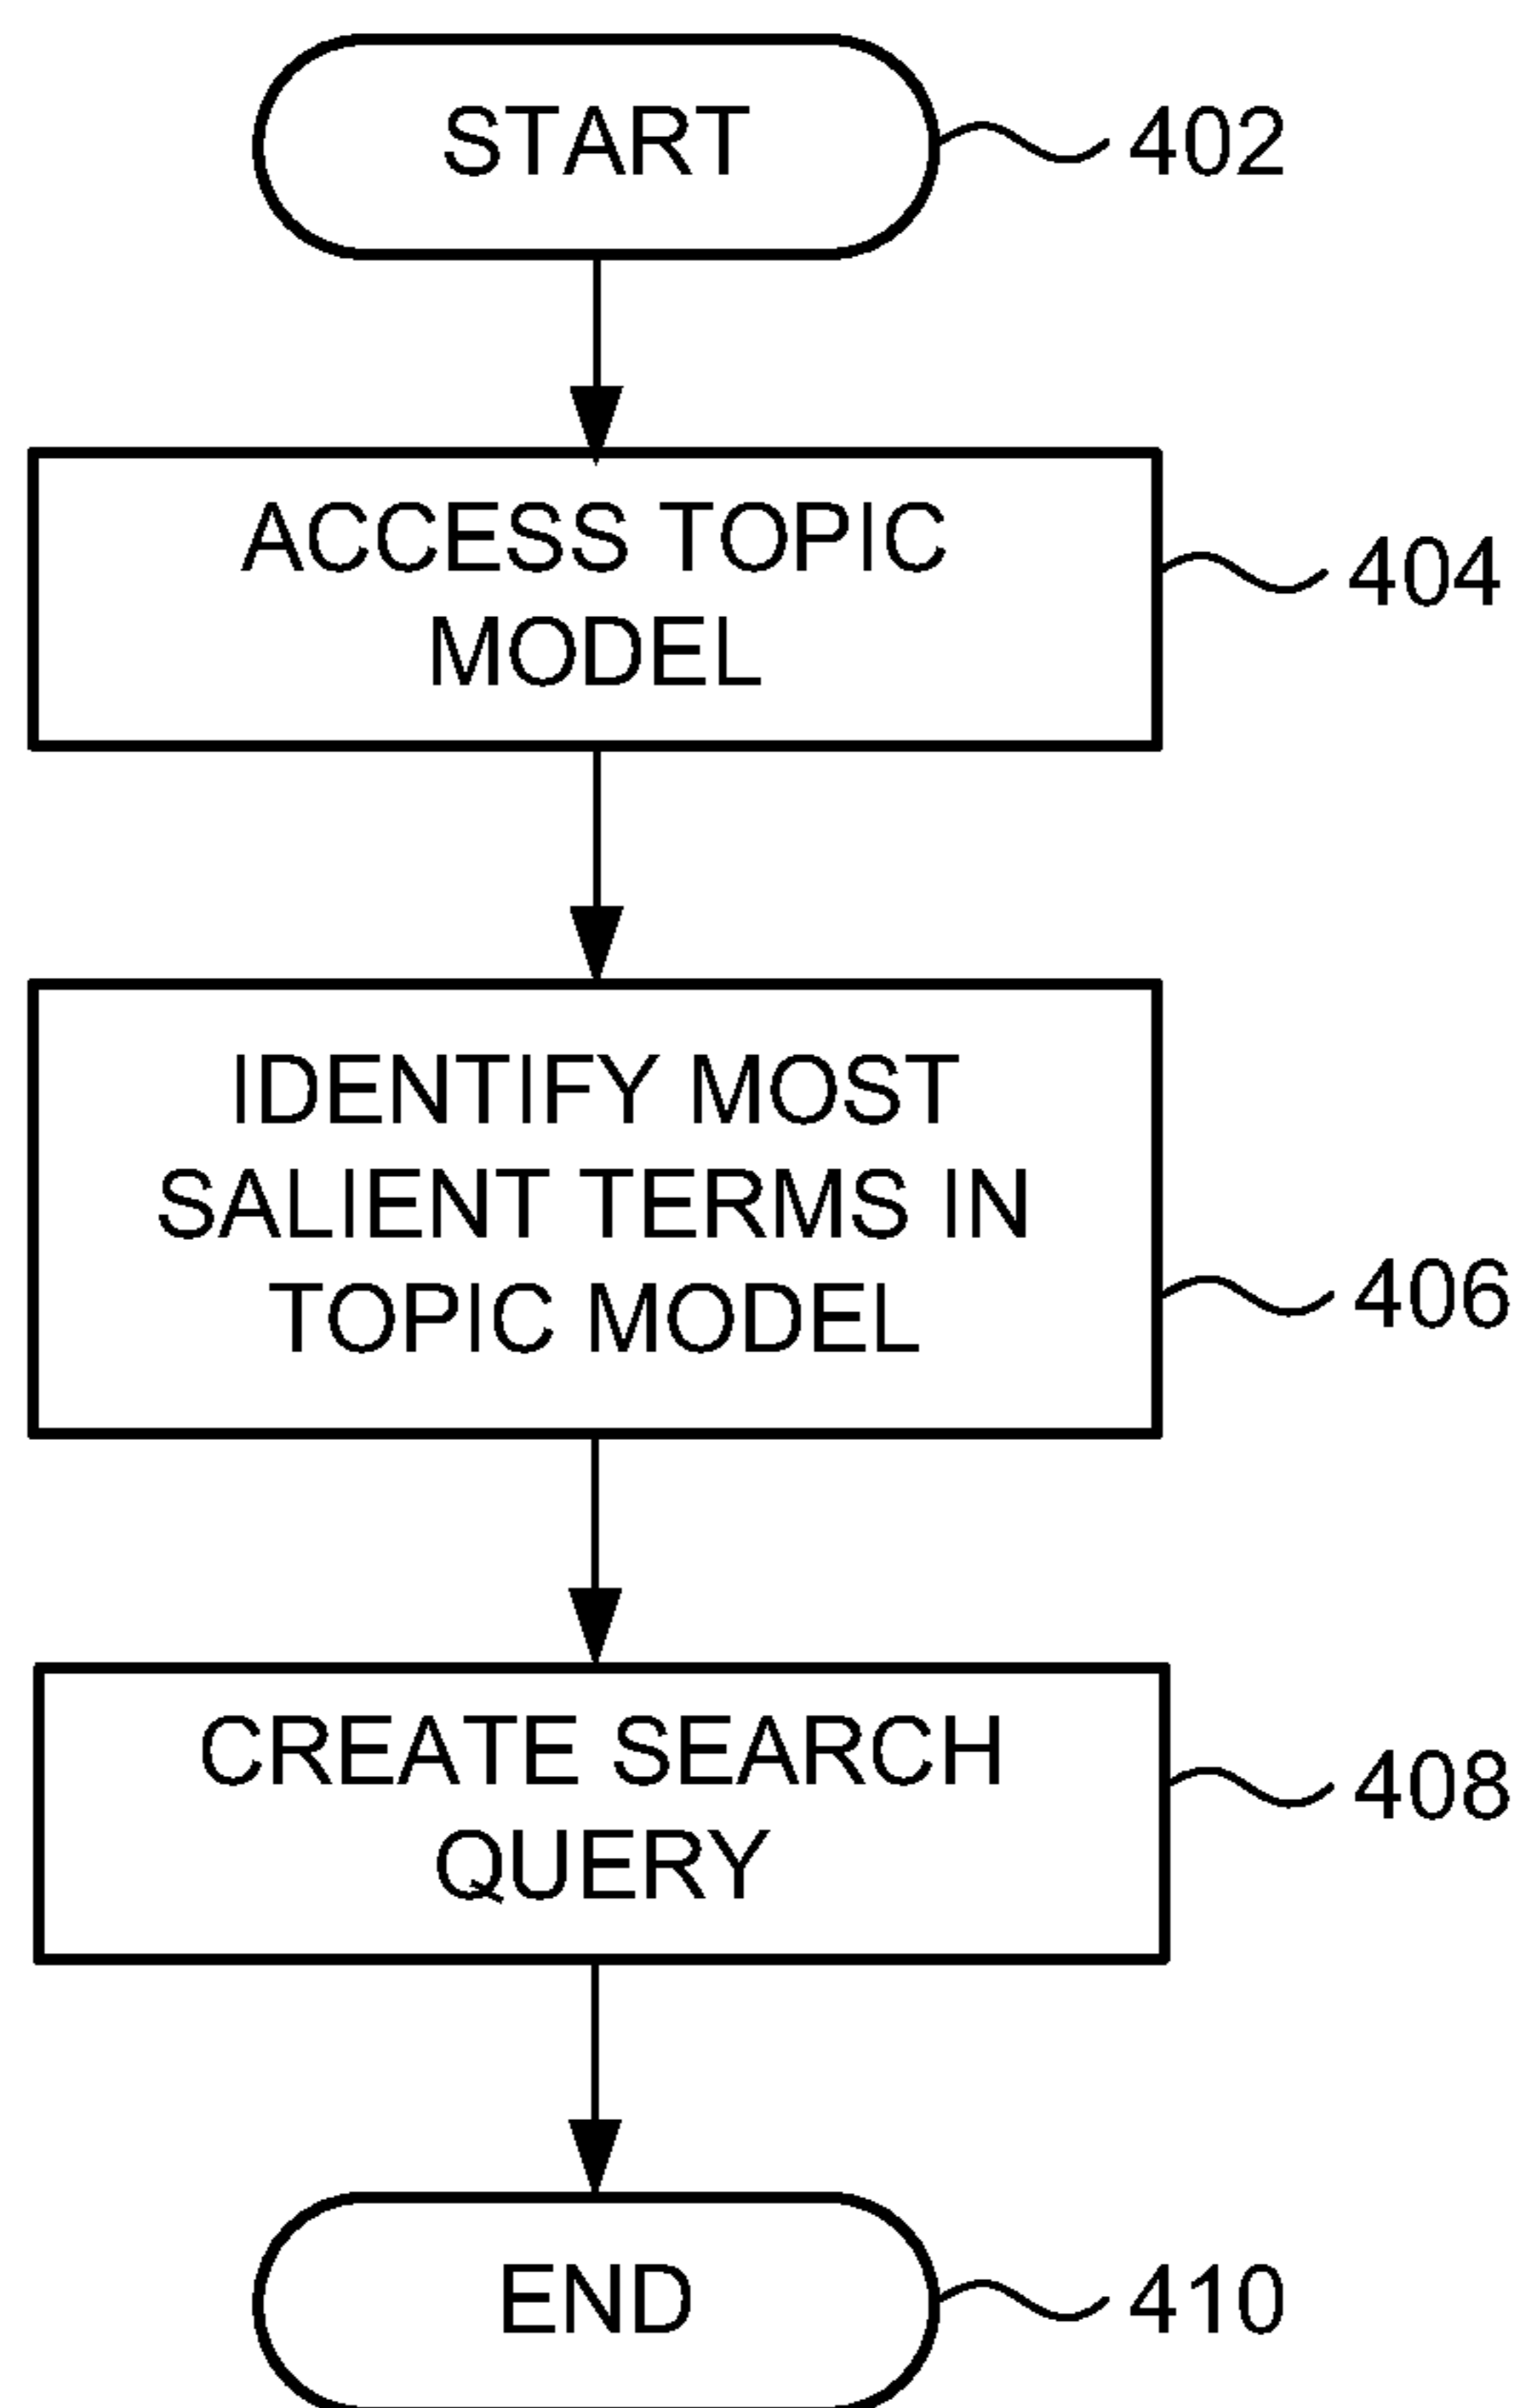 START
402
ACCESS TOPIC
MODEL
404
IDENTIFY MOST
SALIENT TERMS IN
TOPIC MODEL
406
CREATE SEARCH
QUERY
408
END
410